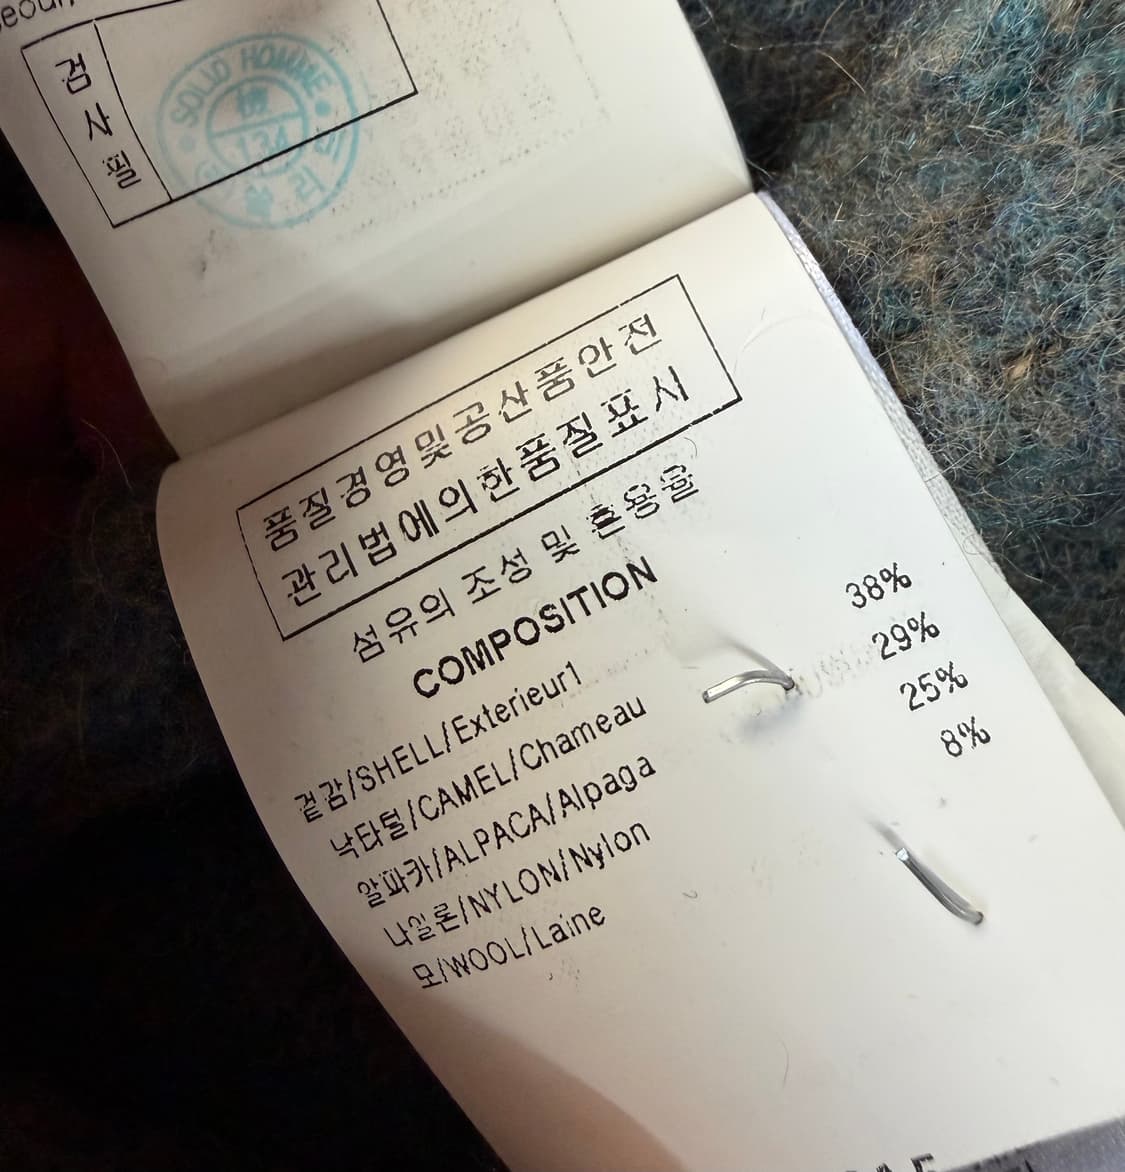 Seoul,
검사필
SOLID HOMME
134
품질경영및공산품안전
관리법에의한품질표시
섬유의 조성 및 혼용율
COMPOSITION
겉감/SHELL/Exterieur1
낙타털/CAMEL/Chameau 38%
알파카/ALPACA/Alpaga 29%
나일론/NYLON/Nylon 25%
모/WOOL/Laine 8%